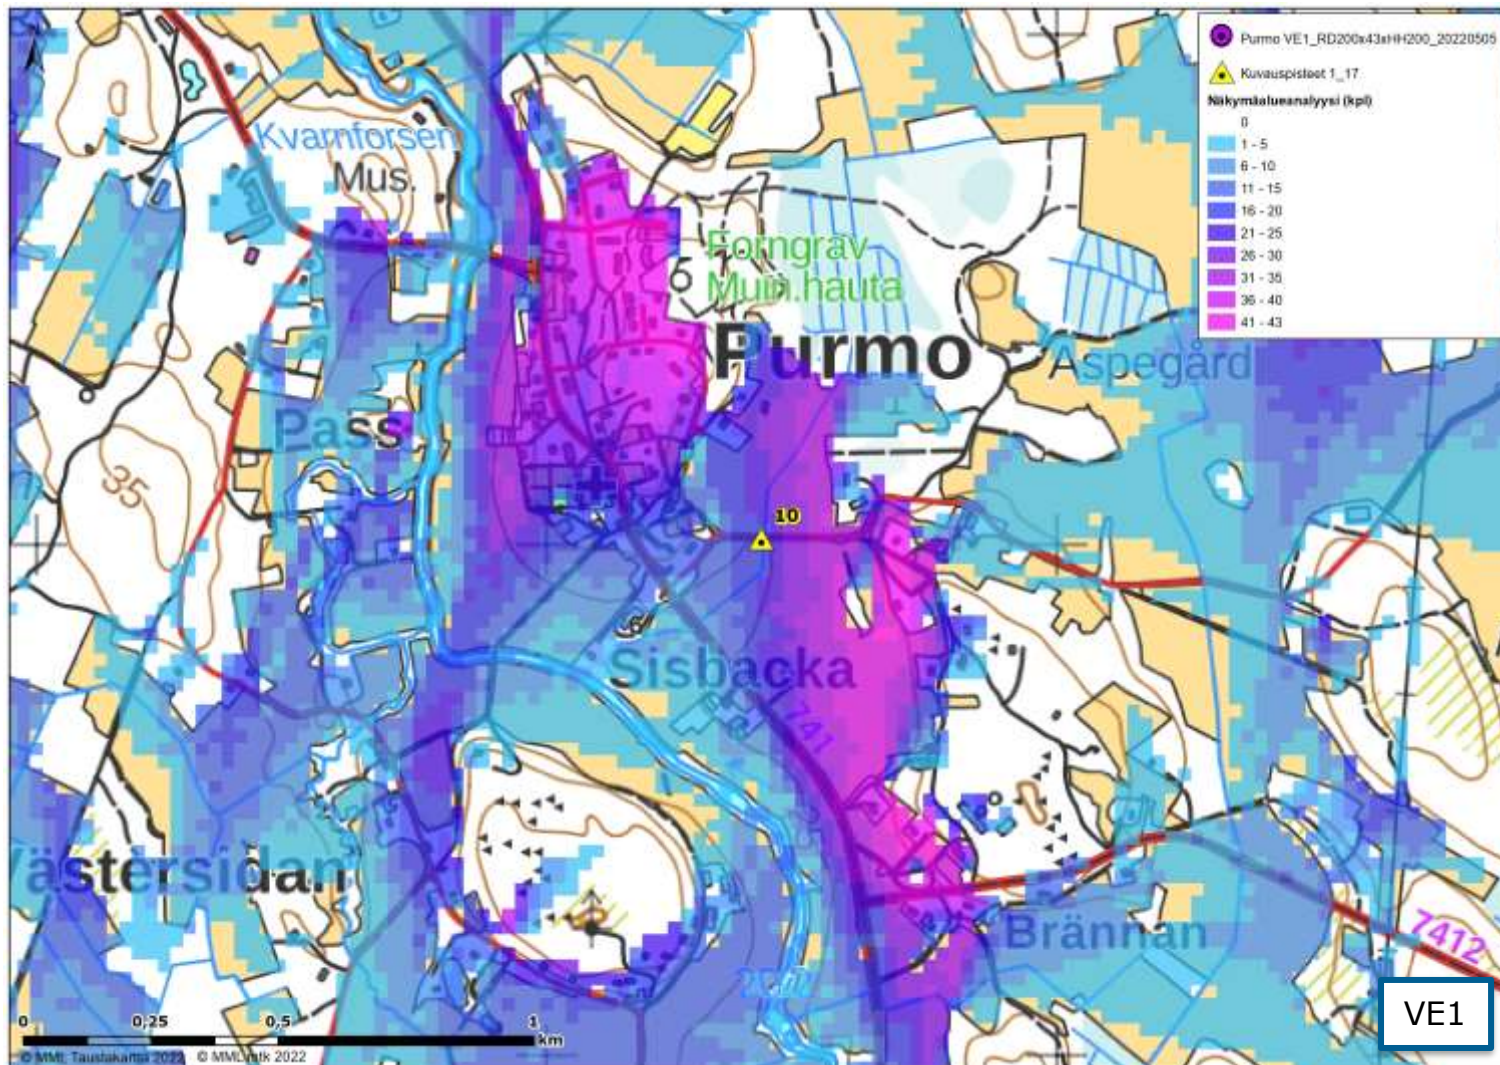 Purmo VE1_RD200x43xHH200_20220505
Kuvauspisteet 1_17
Näkymäalueanalyysi (kpl)
0
1 - 5
6 - 10
11 - 15
16 - 20
21 - 25
26 - 30
31 - 35
36 - 40
41 - 43
Kvarnforsen
Mus.
Forngrav
Muin.hauta
Purmo
Aspegård
Pass
35
10
Sisbacka
741
Västersidan
Brännan
7412
VE1
0 0,25 0,5 1
km
© MML Taustakartta 2022 © MML mtk 2022